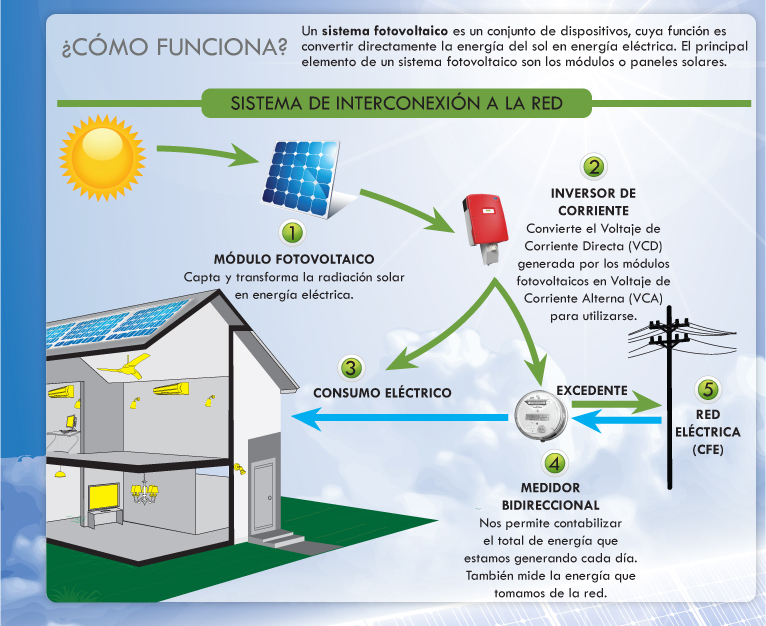 ¿CÓMO FUNCIONA?
Un sistema fotovoltaico es un conjunto de dispositivos, cuya función es
convertir directamente la energía del sol en energía eléctrica. El principal
elemento de un sistema fotovoltaico son los módulos o paneles solares.
SISTEMA DE INTERCONEXIÓN A LA RED
1
MÓDULO FOTOVOLTAICO
Capta y transforma la radiación solar
en energía eléctrica.
2
INVERSOR DE
CORRIENTE
Convierte el Voltaje de
Corriente Directa (VCD)
generada por los módulos
fotovoltaicos en Voltaje de
Corriente Alterna (VCA)
para utilizarse.
3
CONSUMO ELÉCTRICO
EXCEDENTE
4
MEDIDOR
BIDIRECCIONAL
Nos permite contabilizar
el total de energía que
estamos generando cada día.
También mide la energía que
tomamos de la red.
5
RED
ELÉCTRICA
(CFE)